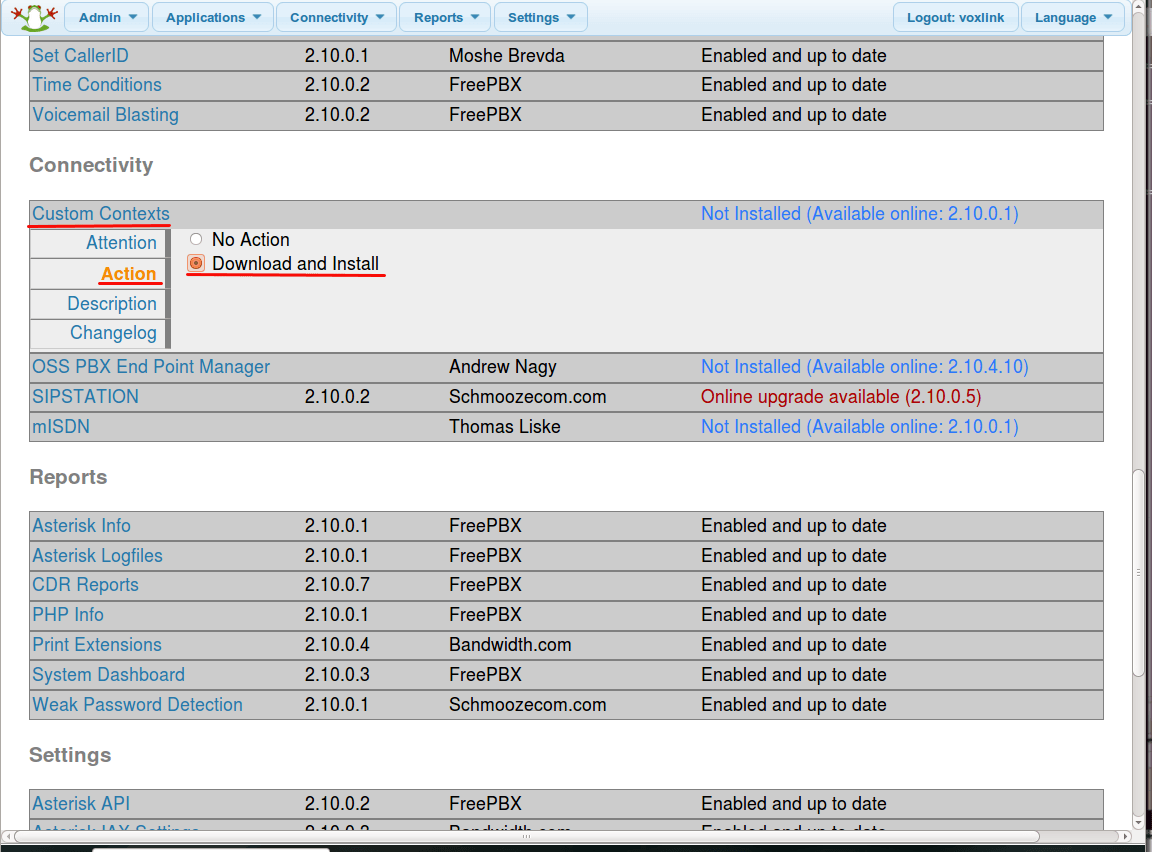 Admin Applications Connectivity Reports Settings Logout: voxlink Language
Set CallerID 2.10.0.1 Moshe Brevda Enabled and up to date
Time Conditions 2.10.0.2 FreePBX Enabled and up to date
Voicemail Blasting 2.10.0.2 FreePBX Enabled and up to date
Connectivity
Custom Contexts Not Installed (Available online: 2.10.0.1)
Attention No Action
Action Download and Install
Description
Changelog
OSS PBX End Point Manager Andrew Nagy Not Installed (Available online: 2.10.4.10)
SIPSTATION 2.10.0.2 Schmoozecom.com Online upgrade available (2.10.0.5)
mISDN Thomas Liske Not Installed (Available online: 2.10.0.1)
Reports
Asterisk Info 2.10.0.1 FreePBX Enabled and up to date
Asterisk Logfiles 2.10.0.1 FreePBX Enabled and up to date
CDR Reports 2.10.0.7 FreePBX Enabled and up to date
PHP Info 2.10.0.1 FreePBX Enabled and up to date
Print Extensions 2.10.0.4 Bandwidth.com Enabled and up to date
System Dashboard 2.10.0.3 FreePBX Enabled and up to date
Weak Password Detection 2.10.0.1 Schmoozecom.com Enabled and up to date
Settings
Asterisk API 2.10.0.2 FreePBX Enabled and up to date
Asterisk IAX Settings Bandwidth.com Enabled and up to date